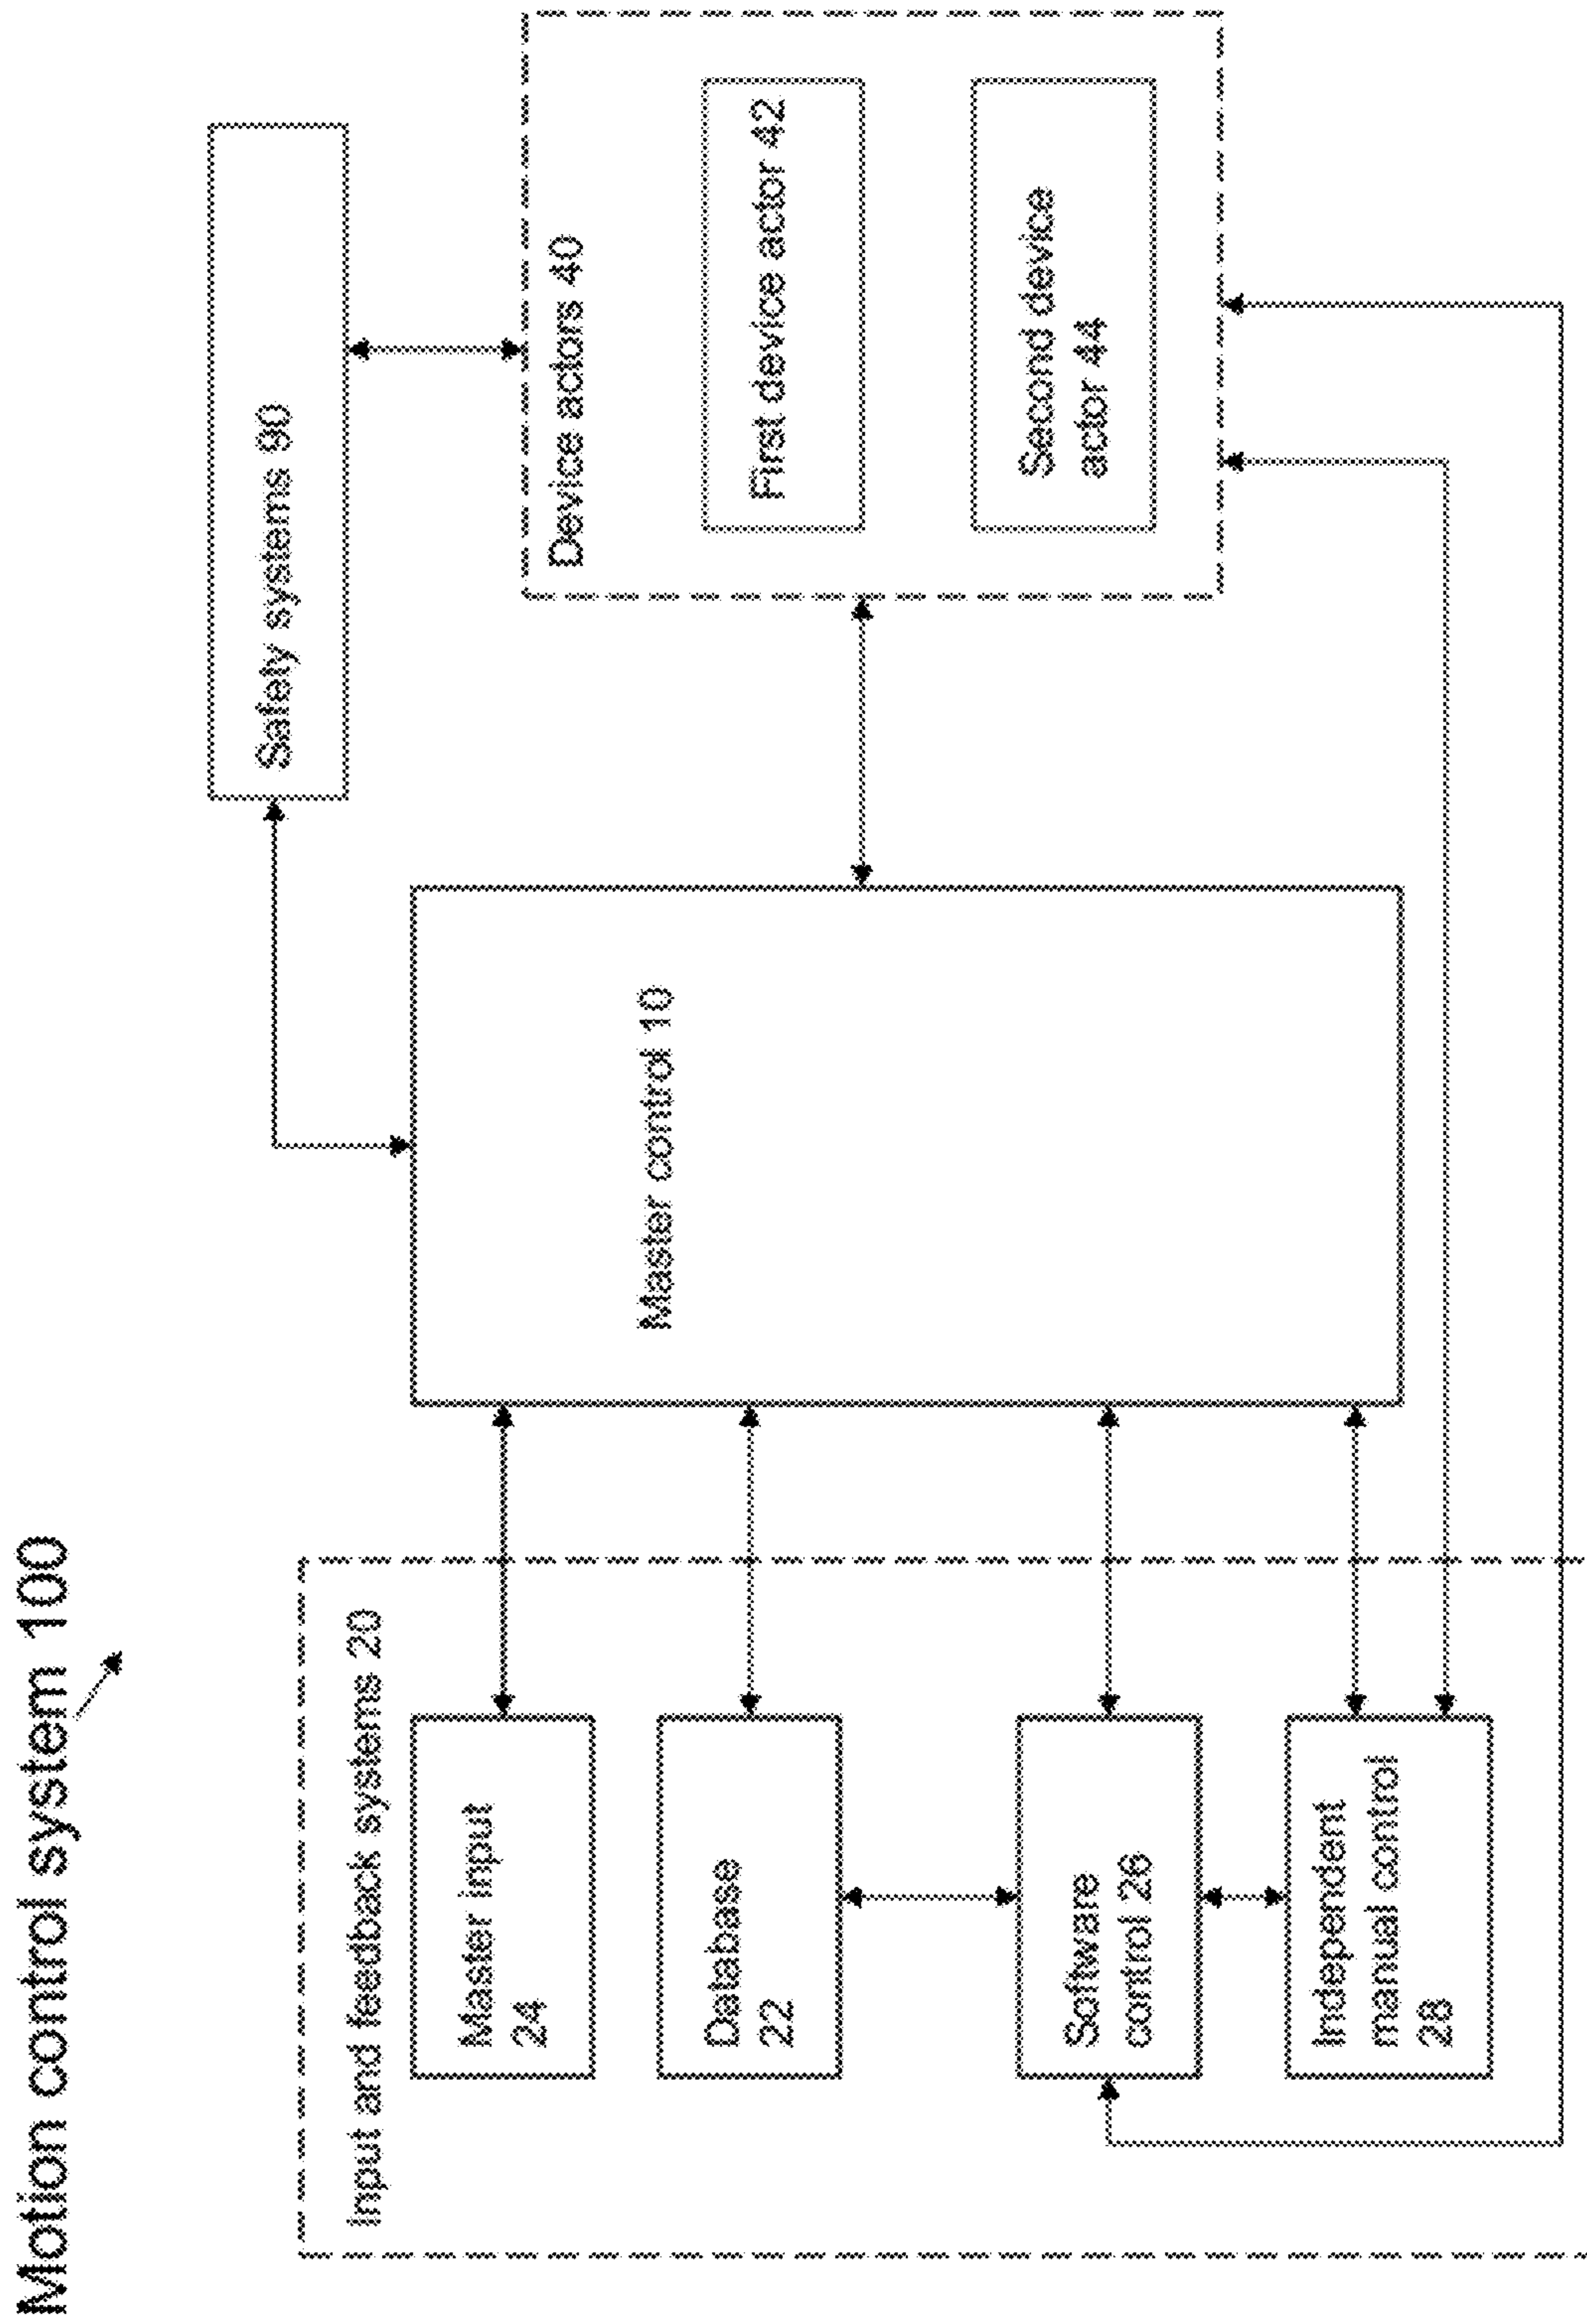 Motion control system 100
Safety systems 90
Input and feedback systems 20
Master input
24
Database
22
Software
control 26
Independent
manual control
28
Master control 10
Device actors 40
First device actor 42
Second device
actor 44